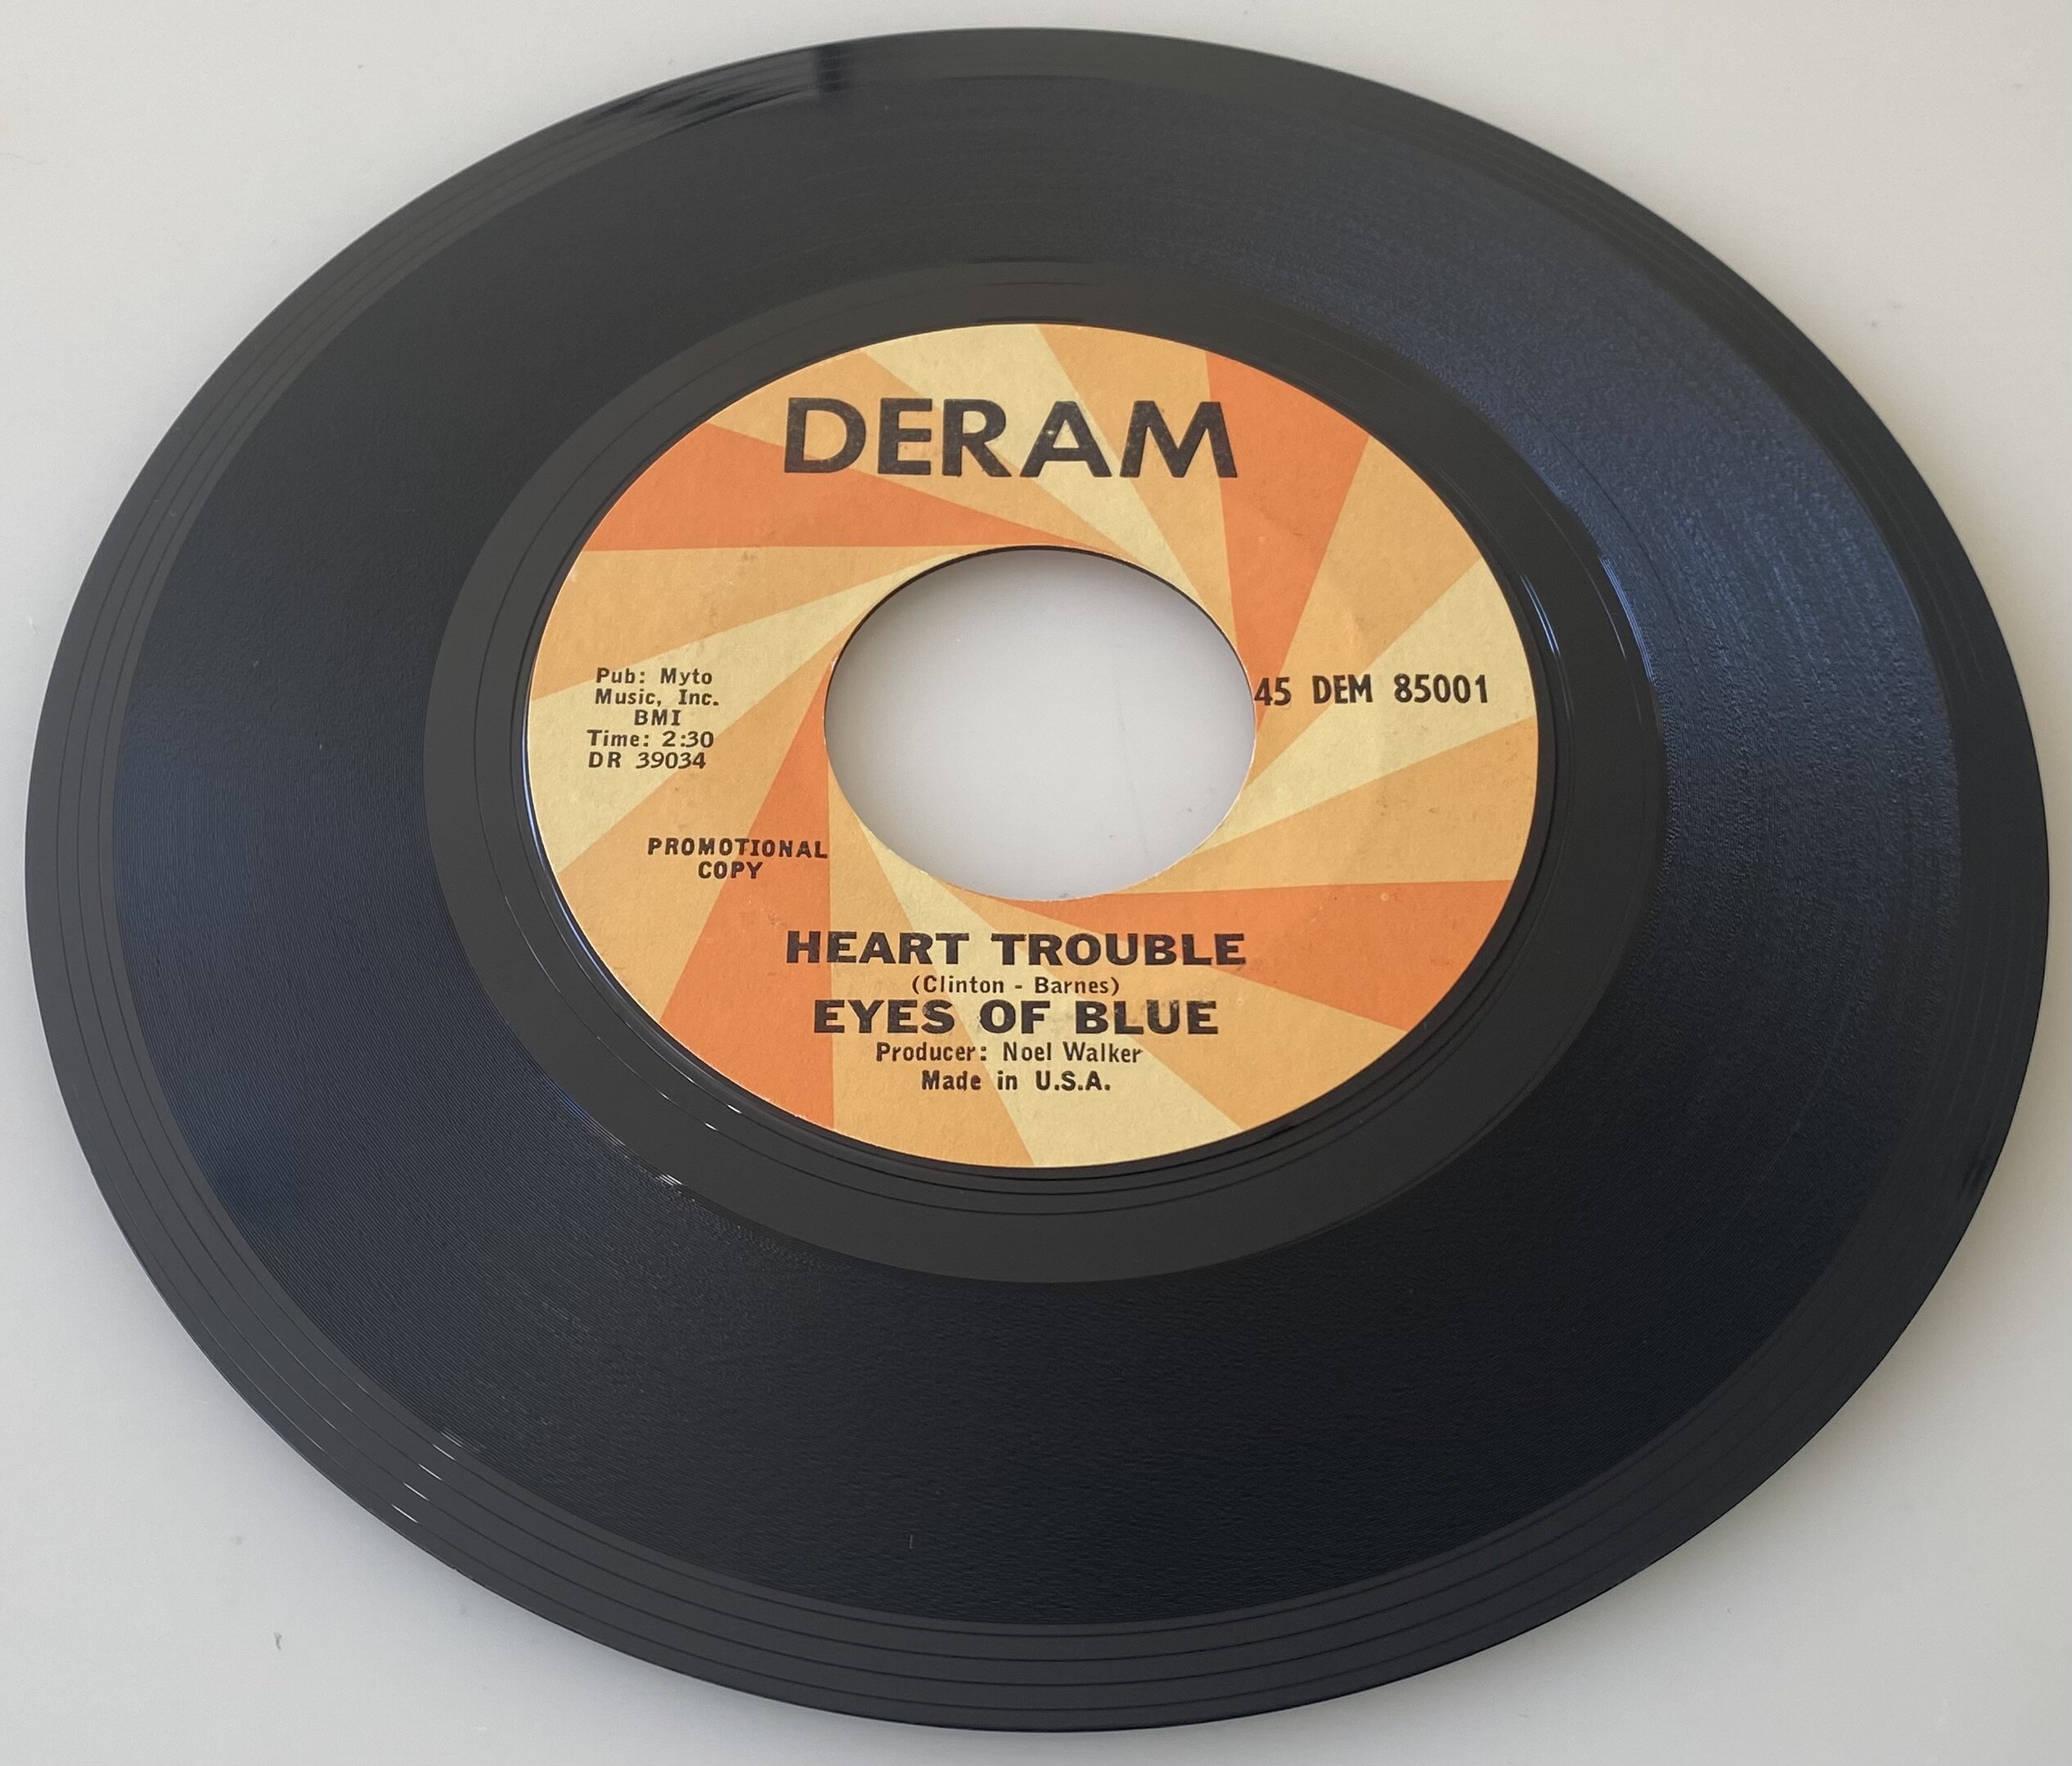 DERAM
Pub: Myto
Music, Inc.
BMI
Time: 2:30
DR 39034
45 DEM 85001
PROMOTIONAL
COPY
HEART TROUBLE
(Clinton - Barnes)
EYES OF BLUE
Producer: Noel Walker
Made in U.S.A.